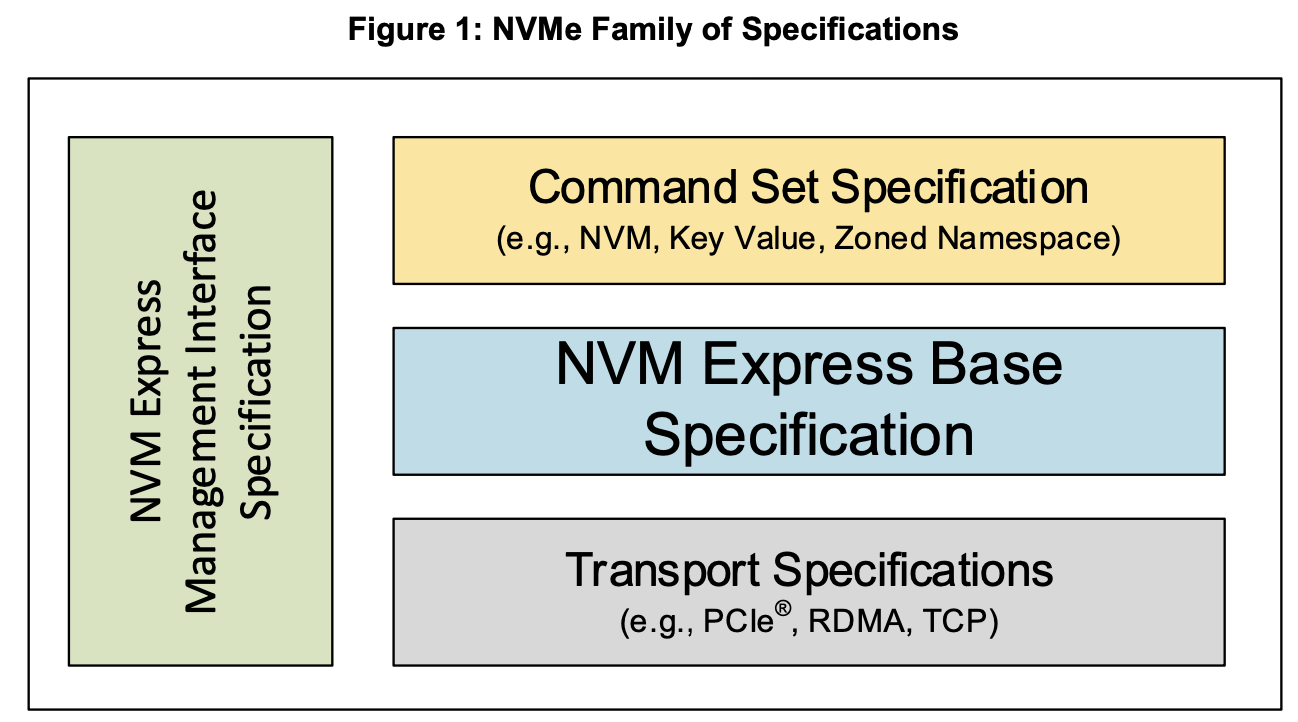 Figure 1: NVMe Family of Specifications
NVM Express
Management Interface
Specification
Command Set Specification
(e.g., NVM, Key Value, Zoned Namespace)
NVM Express Base
Specification
Transport Specifications
(e.g., PCIe®, RDMA, TCP)